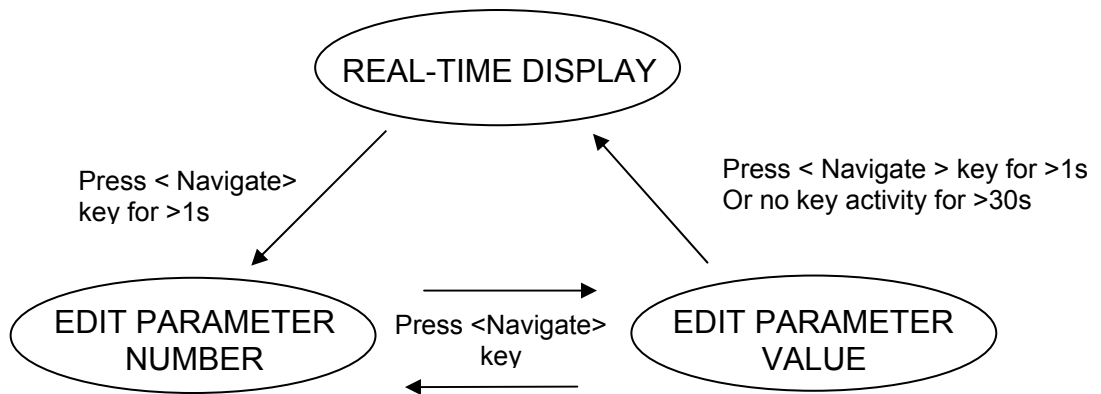 REAL-TIME DISPLAY
Press < Navigate>
key for >1s
Press < Navigate > key for >1s
Or no key activity for >30s
EDIT PARAMETER
NUMBER
Press <Navigate>
key
EDIT PARAMETER
VALUE